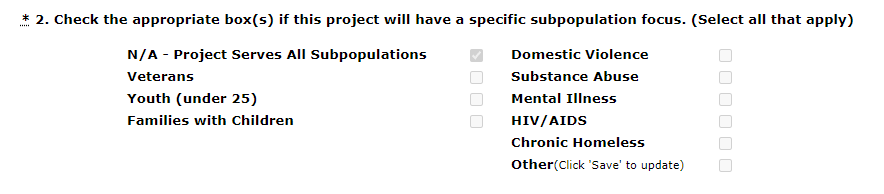 * 2. Check the appropriate box(s) if this project will have a specific subpopulation focus. (Select all that apply)
N/A - Project Serves All Subpopulations
Veterans
Youth (under 25)
Families with Children
Domestic Violence
Substance Abuse
Mental Illness
HIV/AIDS
Chronic Homeless
Other(Click 'Save' to update)